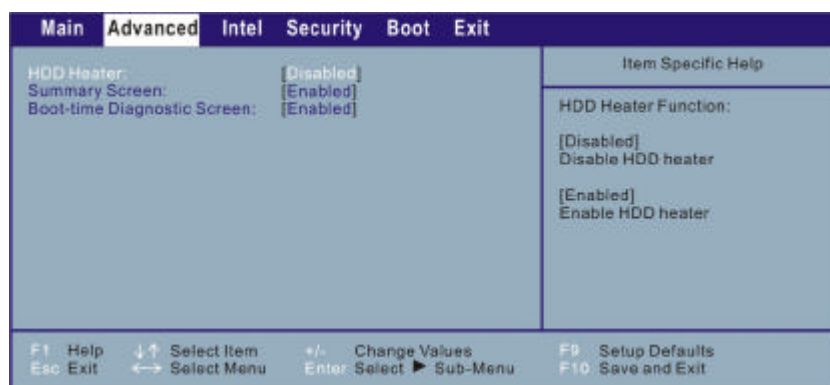 Main Advanced Intel Security Boot Exit
HDD Heater: [Disabled]
Summary Screen: [Enabled]
Boot-time Diagnostic Screen: [Enabled]
Item Specific Help
HDD Heater Function:
[Disabled]
Disable HDD heater
[Enabled]
Enable HDD heater
F1 Help ↓↑ Select Item +/- Change Values F9 Setup Defaults
Esc Exit ←→ Select Menu Enter Select ▶ Sub-Menu F10 Save and Exit